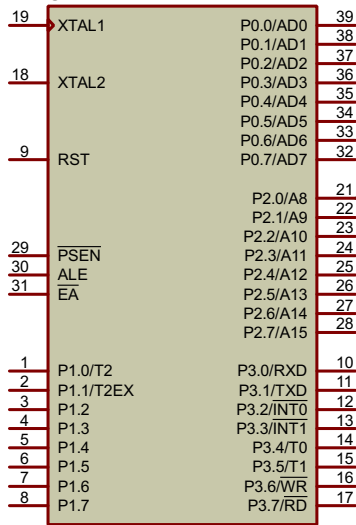 19 XTAL1 P0.0/AD0 39
P0.1/AD1 38
P0.2/AD2 37
18 XTAL2 P0.3/AD3 36
P0.4/AD4 35
P0.5/AD5 34
P0.6/AD6 33
9 RST P0.7/AD7 32
P2.0/A8 21
P2.1/A9 22
P2.2/A10 23
29 PSEN P2.3/A11 24
30 ALE P2.4/A12 25
31 EA P2.5/A13 26
P2.6/A14 27
P2.7/A15 28
1 P1.0/T2 P3.0/RXD 10
2 P1.1/T2EX P3.1/TXD 11
3 P1.2 P3.2/INT0 12
4 P1.3 P3.3/INT1 13
5 P1.4 P3.4/T0 14
6 P1.5 P3.5/T1 15
7 P1.6 P3.6/WR 16
8 P1.7 P3.7/RD 17